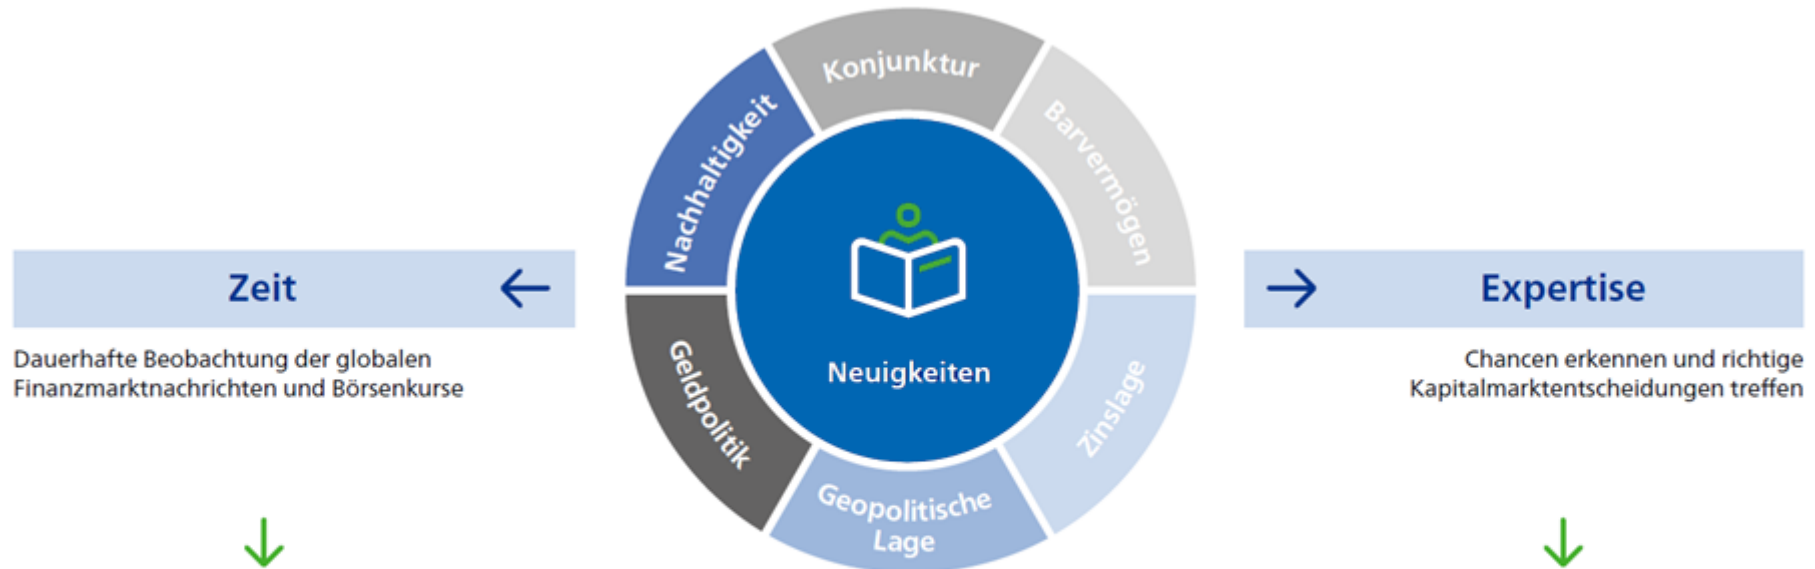 Konjunktur
Barvermögen
Nachhaltigkeit
Zeit
Expertise
Dauerhafte Beobachtung der globalen
Finanzmarktnachrichten und Börsenkurse
Chancen erkennen und richtige
Kapitalmarktentscheidungen treffen
Neuigkeiten
Geldpolitik
Zinslage
Geopolitische
Lage